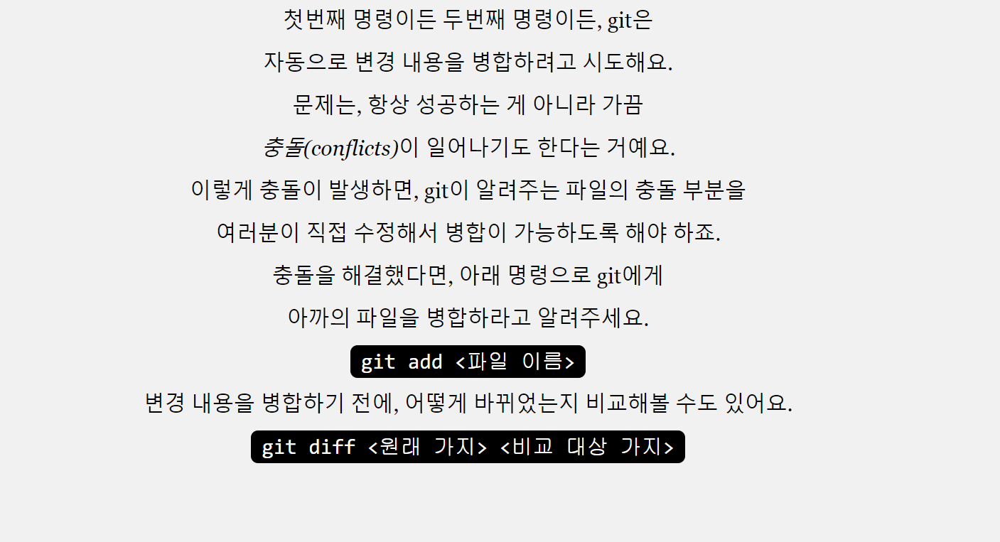 첫번째 명령이든 두번째 명령이든, git은
자동으로 변경 내용을 병합하려고 시도해요.
문제는, 항상 성공하는 게 아니라 가끔
충돌(conflicts)이 일어나기도 한다는 거예요.
이렇게 충돌이 발생하면, git이 알려주는 파일의 충돌 부분을
여러분이 직접 수정해서 병합이 가능하도록 해야 하죠.
충돌을 해결했다면, 아래 명령으로 git에게
아까의 파일을 병합하라고 알려주세요.
git add <파일 이름>
변경 내용을 병합하기 전에, 어떻게 바뀌었는지 비교해볼 수도 있어요.
git diff <원래 가지> <비교 대상 가지>